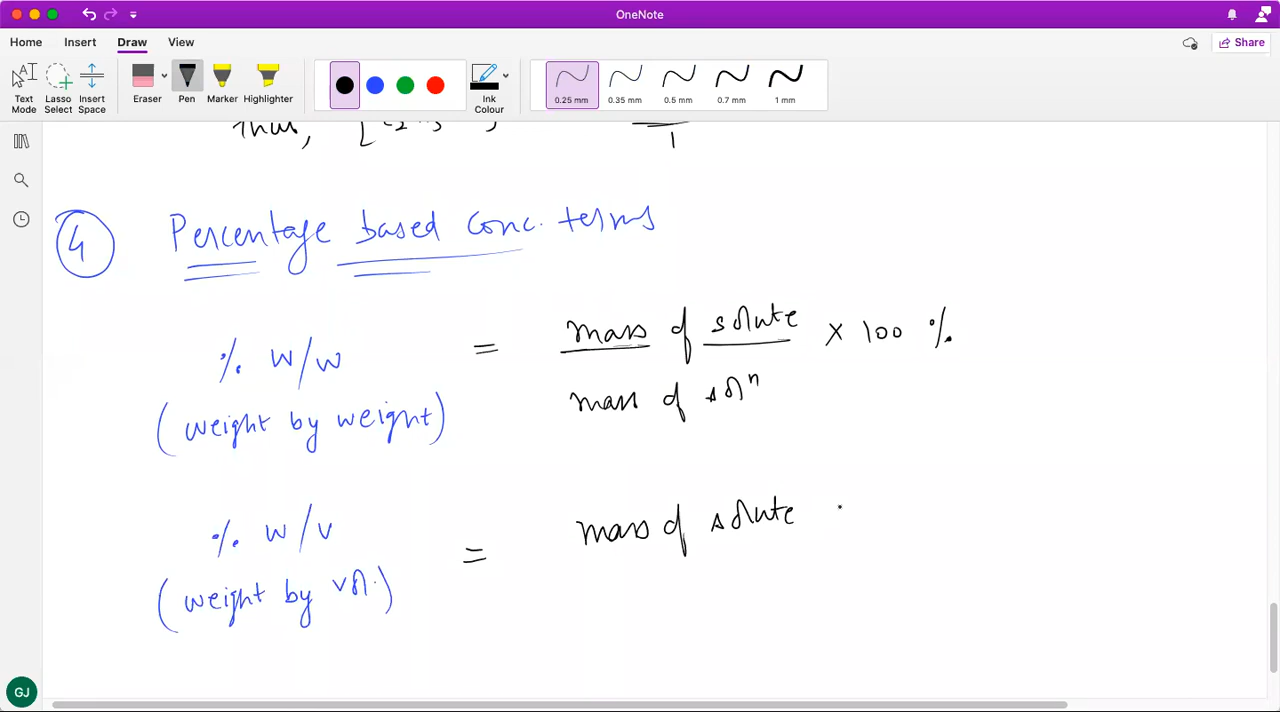 OneNote
Home Insert Draw View
Share
Text Mode
Lasso Select
Insert Space
Eraser
Pen
Marker
Highlighter
Ink Colour
0.25 mm 0.35 mm 0.5 mm 0.7 mm 1 mm
Thus, [
1
4 Percentage based conc. terms
% w/w = mass of solute × 100 %
mass of solⁿ
(weight by weight)
% w/v = mass of solute
(weight by vol.)
GJ